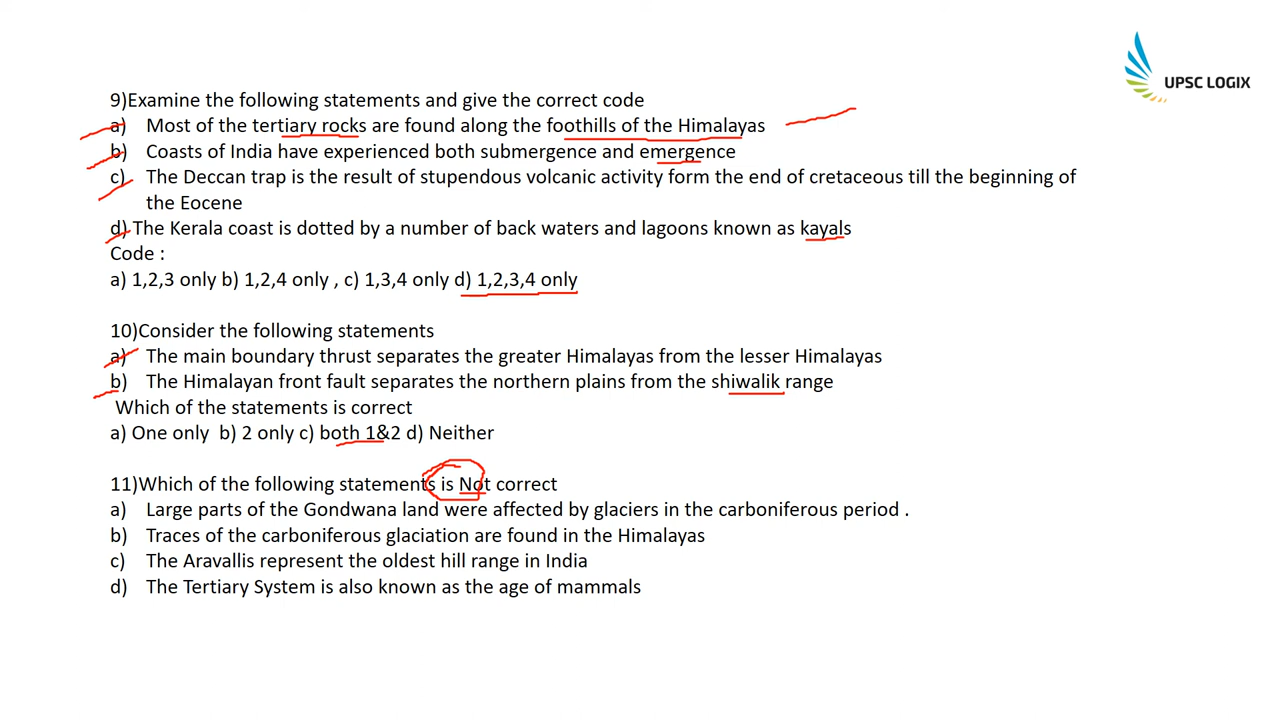 UPSC LOGIX
9)Examine the following statements and give the correct code
a) Most of the tertiary rocks are found along the foothills of the Himalayas
b) Coasts of India have experienced both submergence and emergence
c) The Deccan trap is the result of stupendous volcanic activity form the end of cretaceous till the beginning of
the Eocene
d) The Kerala coast is dotted by a number of back waters and lagoons known as kayals
Code :
a) 1,2,3 only b) 1,2,4 only , c) 1,3,4 only d) 1,2,3,4 only
10)Consider the following statements
a) The main boundary thrust separates the greater Himalayas from the lesser Himalayas
b) The Himalayan front fault separates the northern plains from the shiwalik range
Which of the statements is correct
a) One only b) 2 only c) both 1&2 d) Neither
11)Which of the following statements is Not correct
a) Large parts of the Gondwana land were affected by glaciers in the carboniferous period .
b) Traces of the carboniferous glaciation are found in the Himalayas
c) The Aravallis represent the oldest hill range in India
d) The Tertiary System is also known as the age of mammals